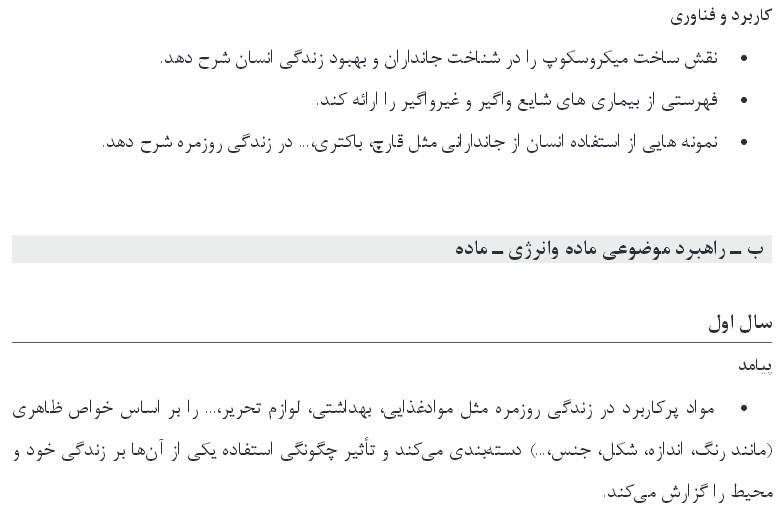 کاربرد و فناوری
• نقش ساخت میکروسکوپ را در شناخت جانداران و بهبود زندگی انسان شرح دهد.
• فهرستی از بیماری های شایع واگیر و غیرواگیر را ارائه کند.
• نمونه هایی از استفاده انسان از جاندارانی مثل قارچ، باکتری،... در زندگی روزمره شرح دهد.
ب ـ راهبرد موضوعی ماده وانرژی ـ ماده
سال اول
پیامد
• مواد پرکاربرد در زندگی روزمره مثل موادغذایی، بهداشتی، لوازم تحریر،... را بر اساس خواص ظاهری
(مانند رنگ، اندازه، شکل، جنس،...) دسته‌بندی می‌کند و تأثیر چگونگی استفاده یکی از آن‌ها بر زندگی خود و
محیط را گزارش می‌کند.